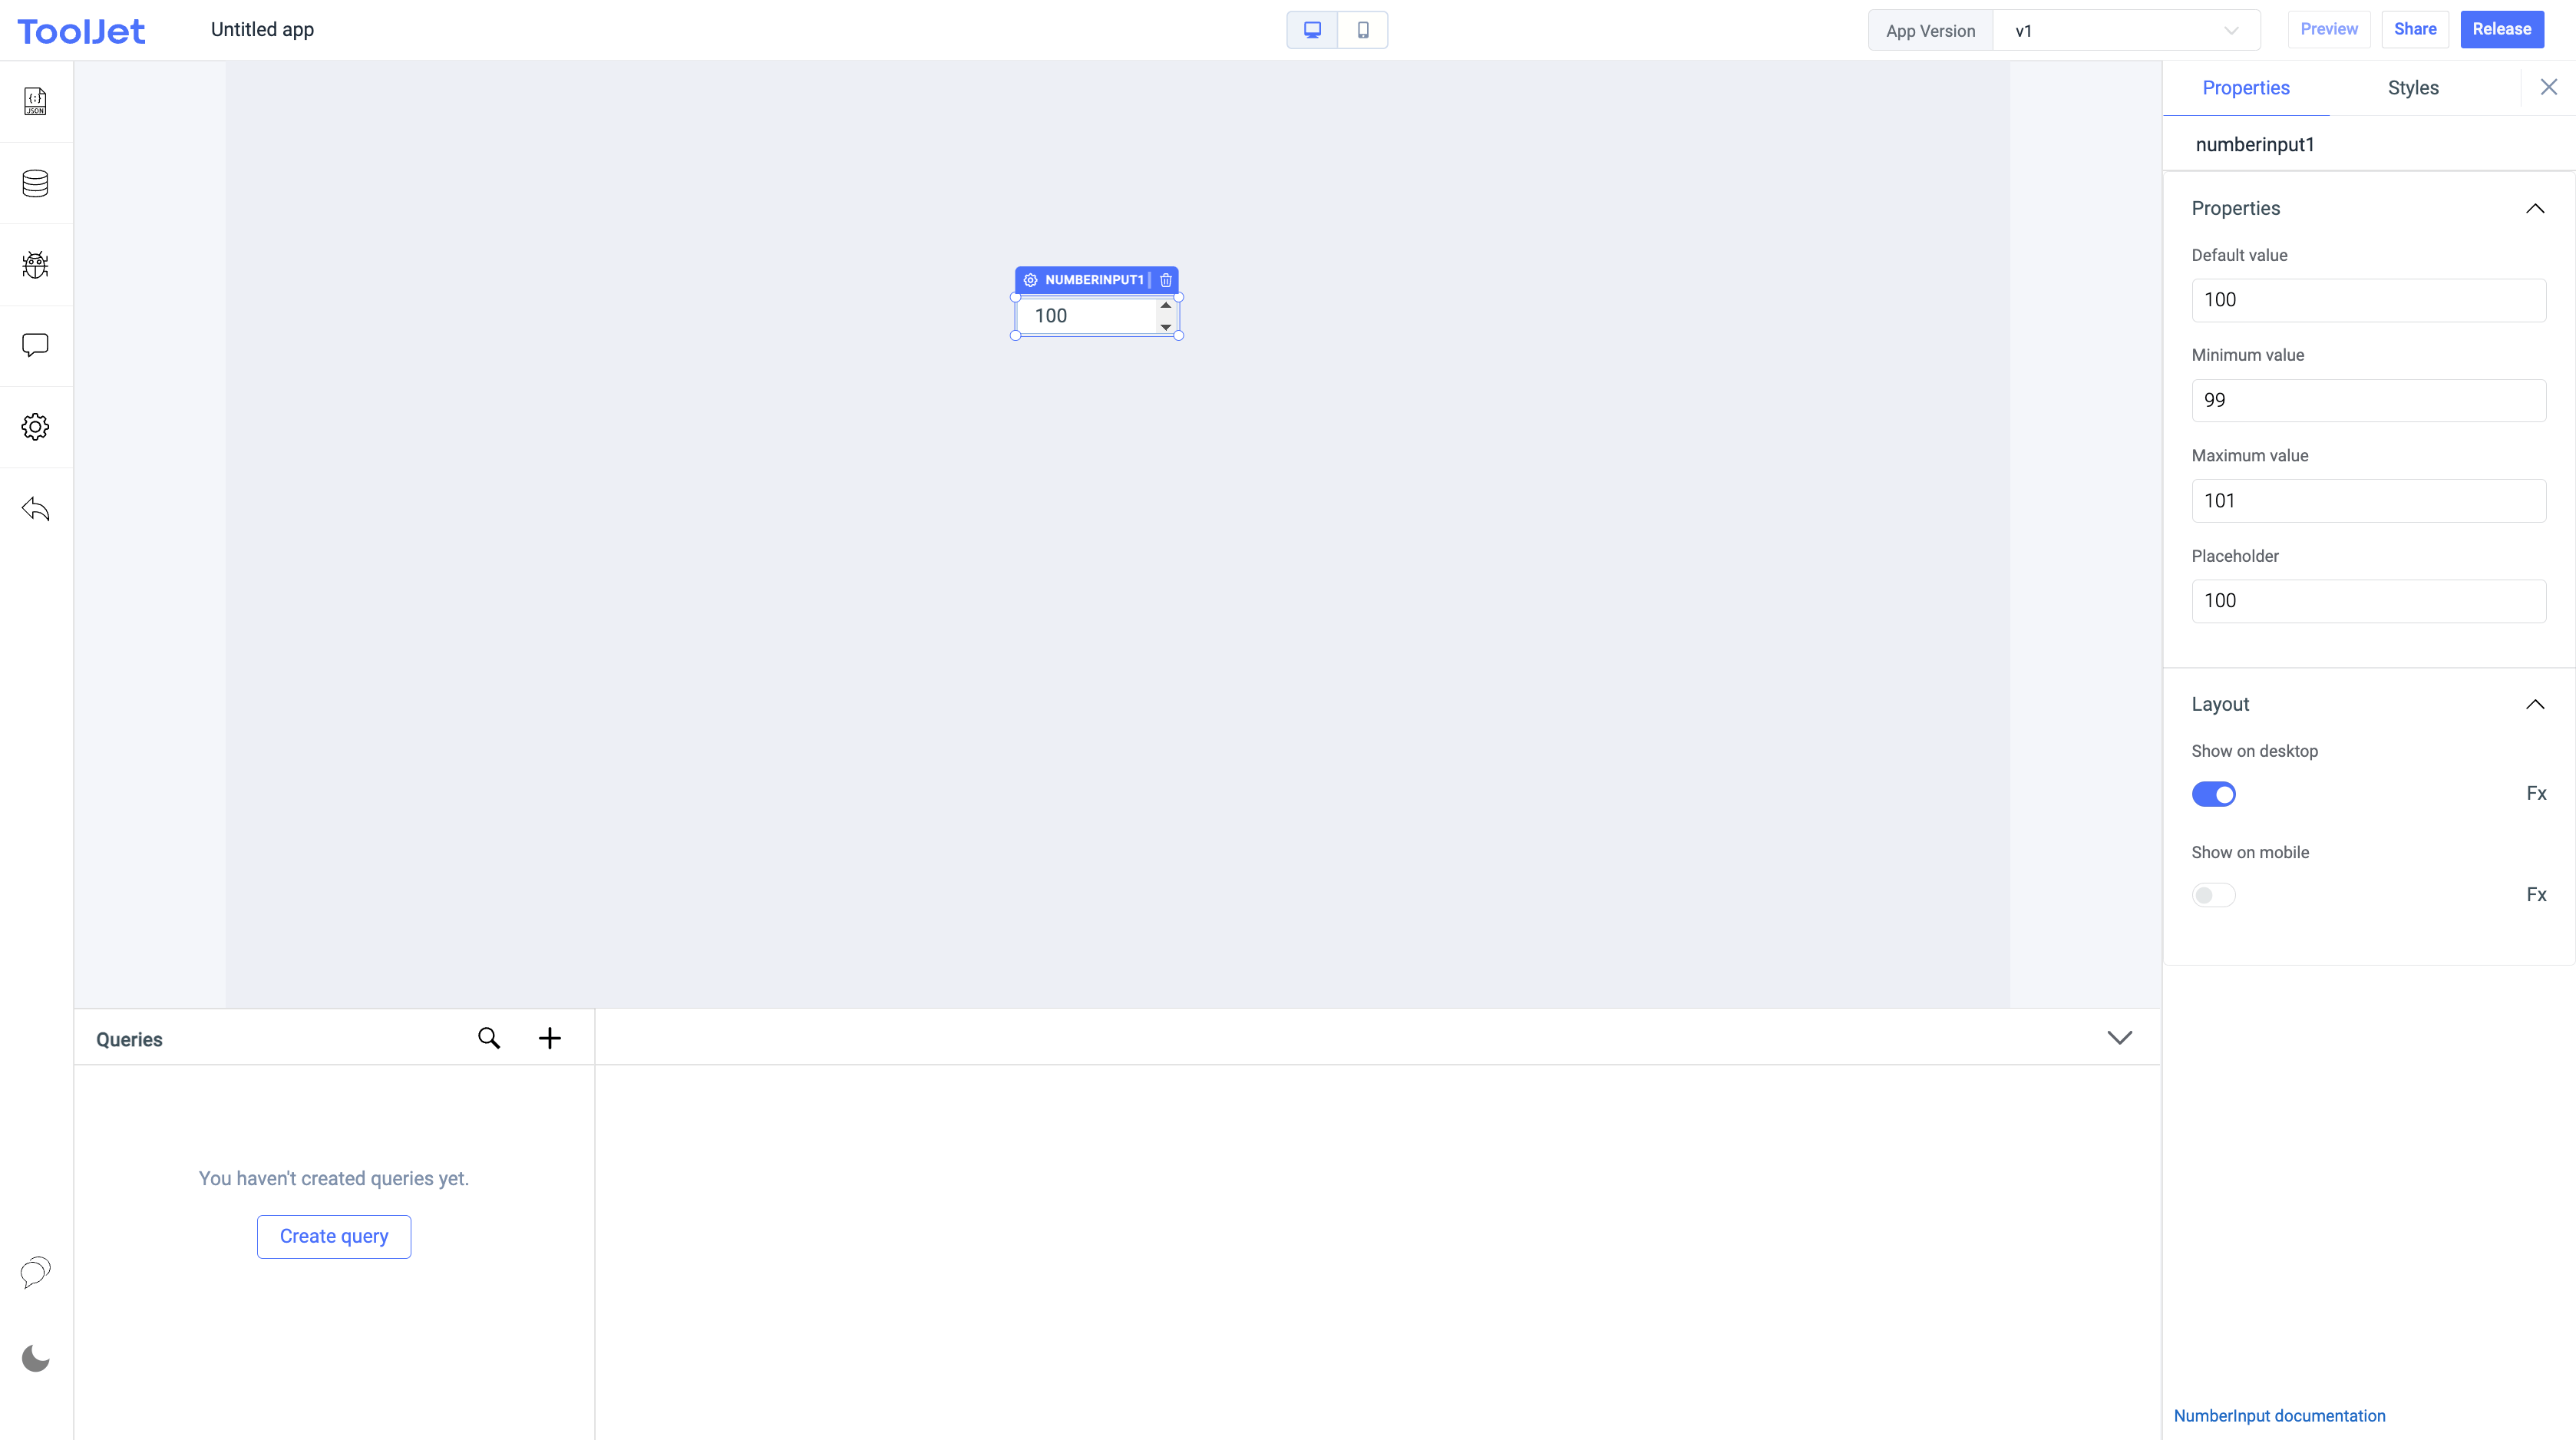 ToolJet
Untitled app
App Version
v1
Preview
Share
Release
{;}
JSON
Properties
Styles
numberinput1
Properties
Default value
100
Minimum value
99
Maximum value
101
Placeholder
100
Layout
Show on desktop
Fx
Show on mobile
Fx
NumberInput documentation
NUMBERINPUT1
100
Queries
You haven't created queries yet.
Create query